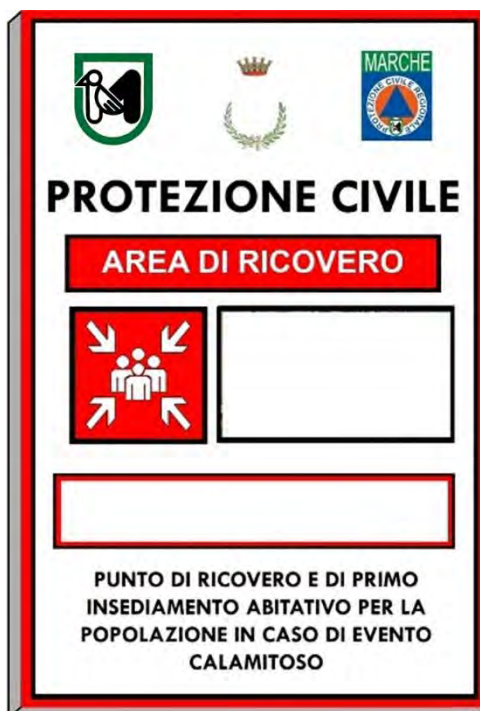 MARCHE
PROTEZIONE CIVILE REGIONALE
PROTEZIONE CIVILE
AREA DI RICOVERO
PUNTO DI RICOVERO E DI PRIMO
INSEDIAMENTO ABITATIVO PER LA
POPOLAZIONE IN CASO DI EVENTO
CALAMITOSO